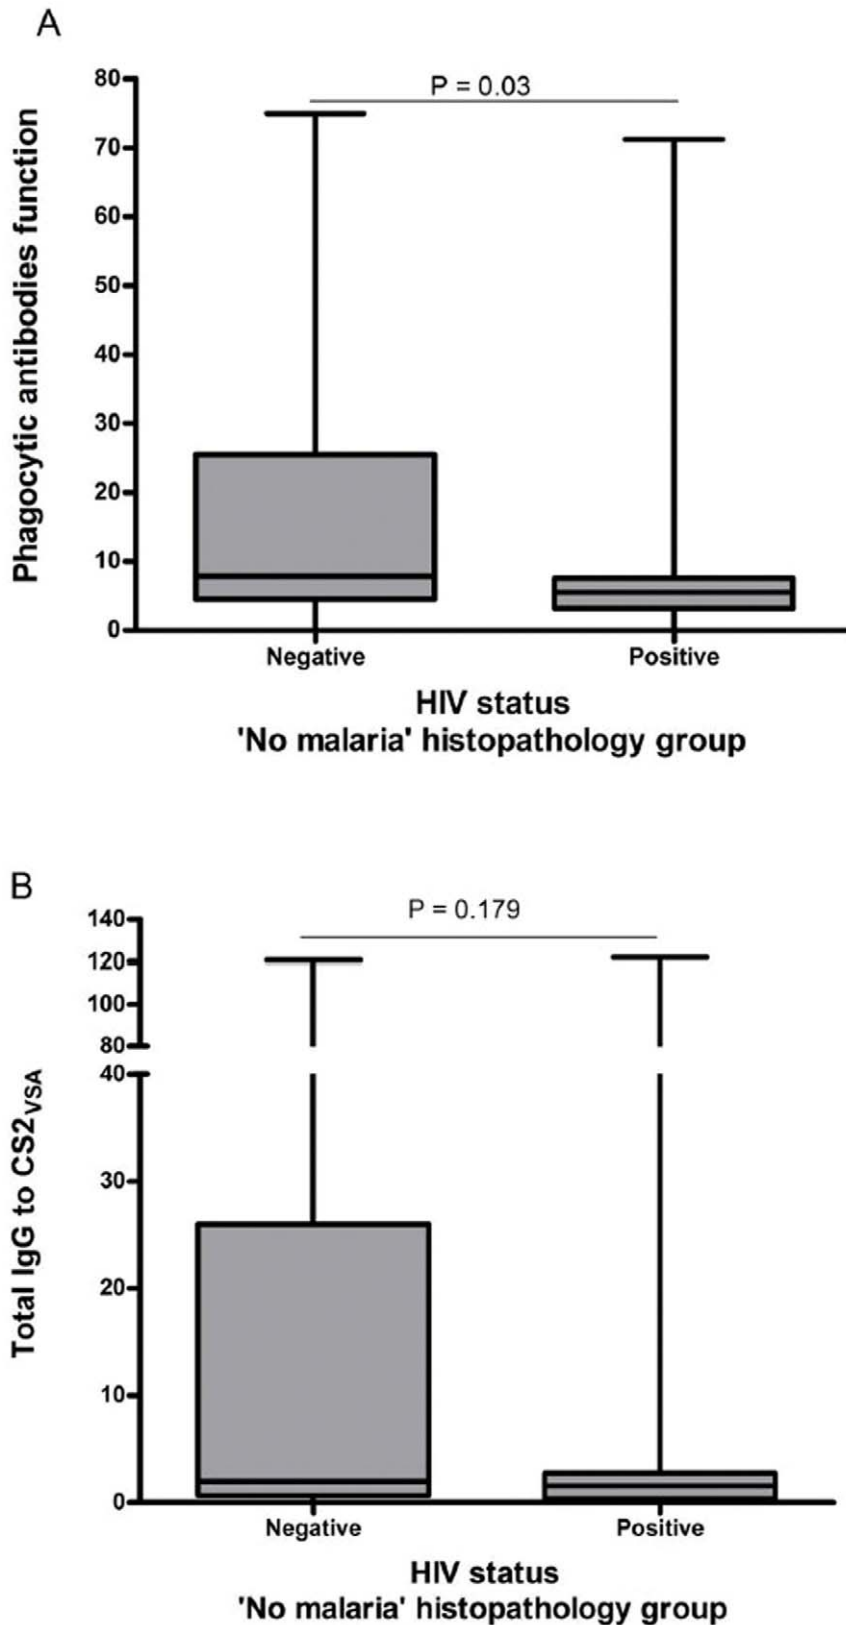 A
P = 0.03
Phagocytic antibodies function
80
70
60
50
40
30
20
10
0
Negative
Positive
HIV status
'No malaria' histopathology group
B
P = 0.179
Total IgG to CS2VSA
140
120
100
80
40
30
20
10
0
Negative
Positive
HIV status
'No malaria' histopathology group